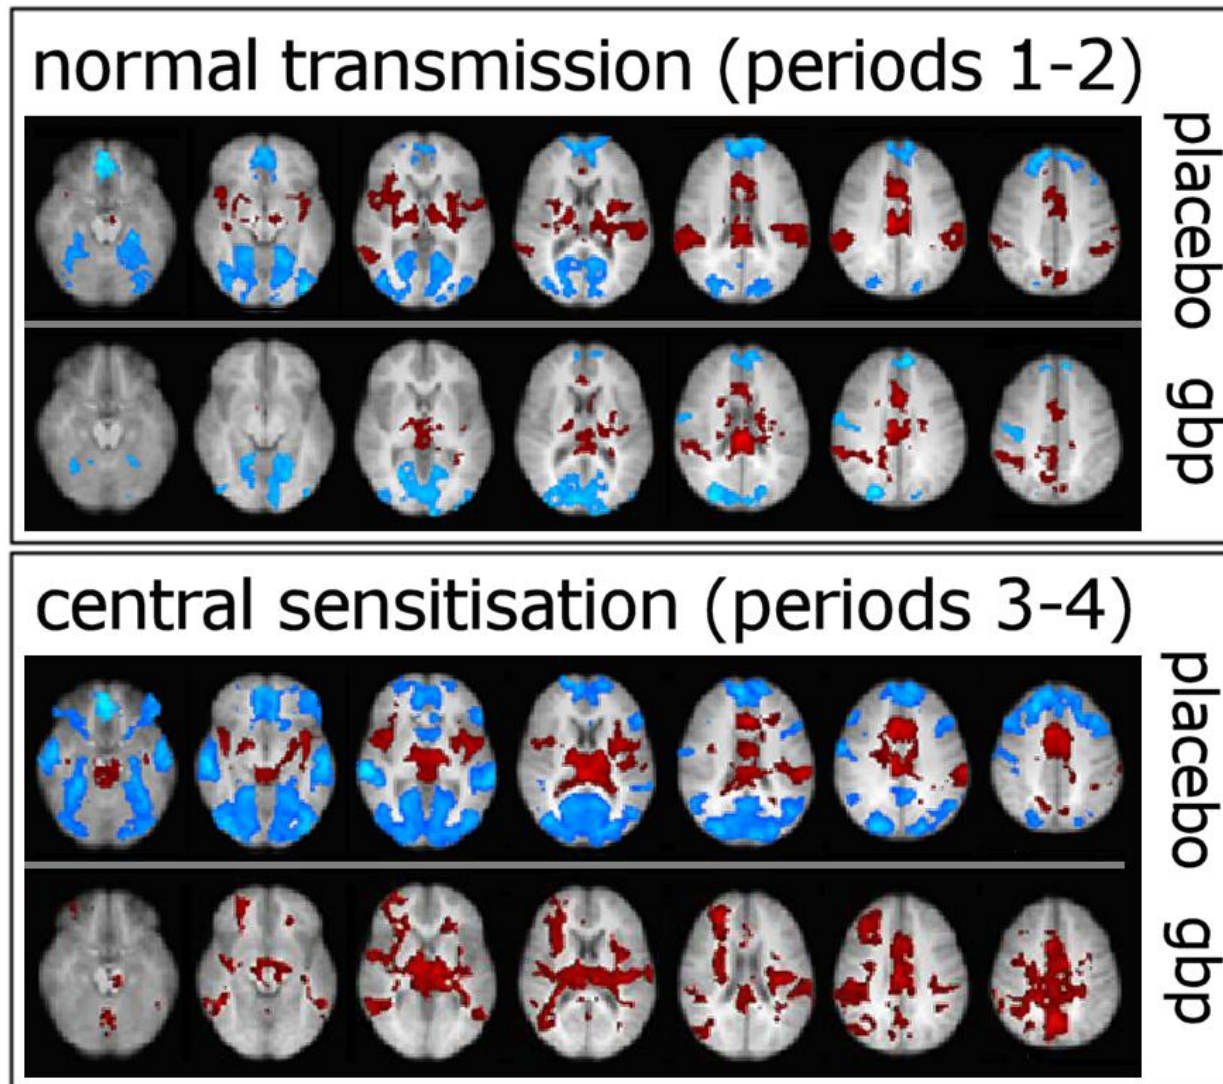 normal transmission (periods 1-2)
placebo
gbp
central sensitisation (periods 3-4)
placebo
gbp